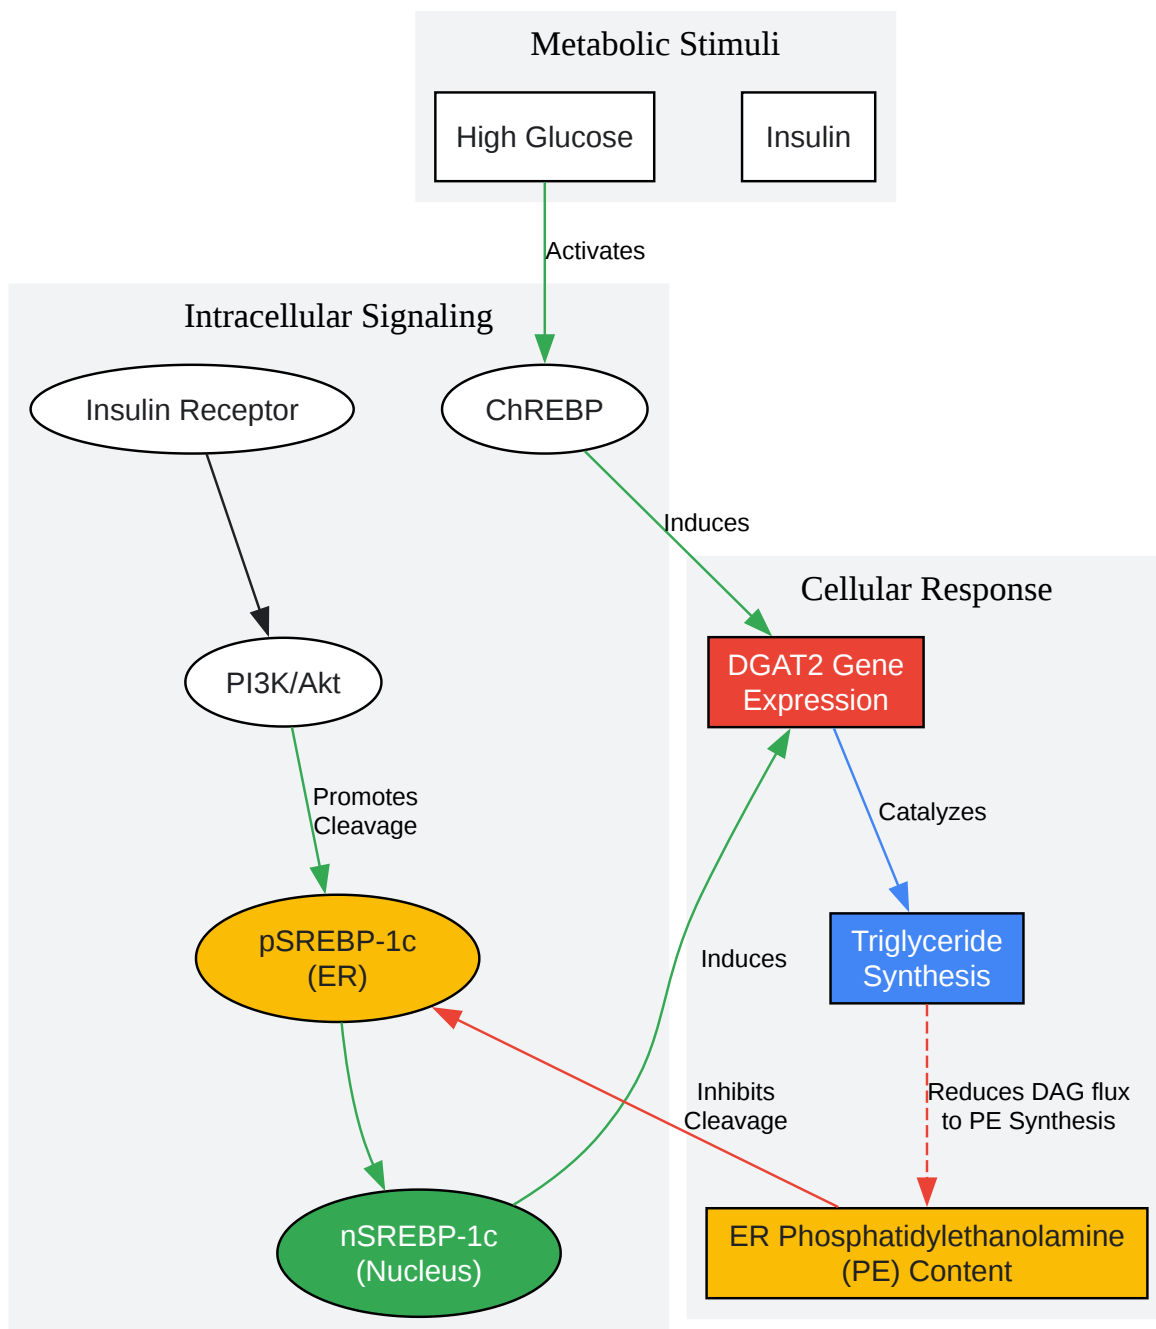 Metabolic Stimuli
High Glucose
Insulin
Activates
Intracellular Signaling
Insulin Receptor
ChREBP
Induces
Cellular Response
DGAT2 Gene
Expression
PI3K/Akt
Promotes
Cleavage
Catalyzes
pSREBP-1c
(ER)
Induces
Triglyceride
Synthesis
Inhibits
Cleavage
Reduces DAG flux
to PE Synthesis
nSREBP-1c
(Nucleus)
ER Phosphatidylethanolamine
(PE) Content